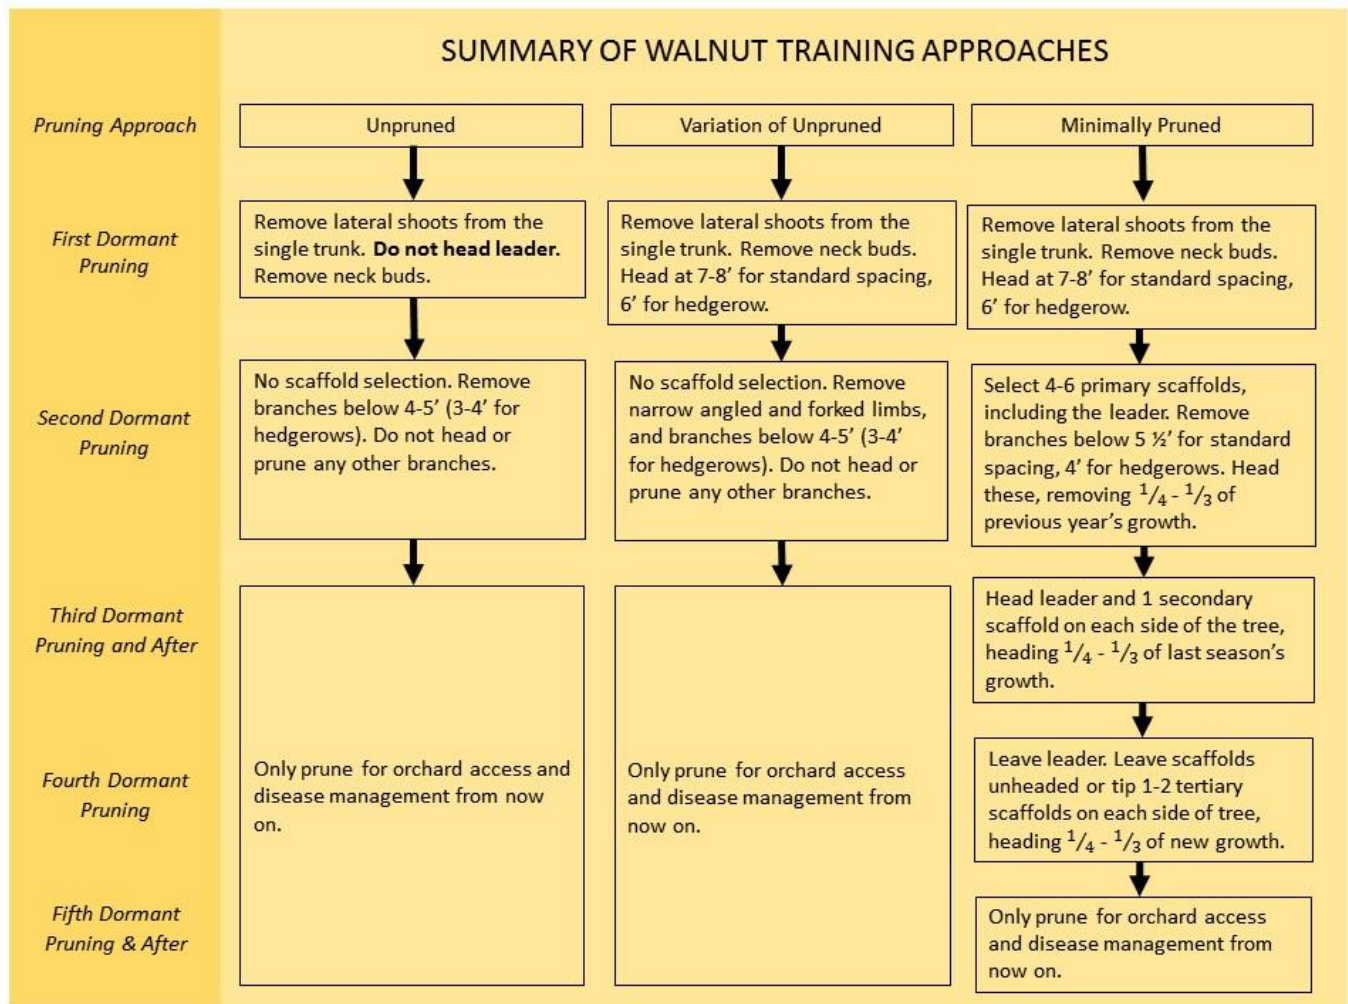 SUMMARY OF WALNUT TRAINING APPROACHES
Pruning Approach
Unpruned
Variation of Unpruned
Minimally Pruned
First Dormant
Pruning
Remove lateral shoots from the
single trunk. Do not head leader.
Remove neck buds.
Remove lateral shoots from the
single trunk. Remove neck buds.
Head at 7-8’ for standard spacing,
6’ for hedgerow.
Remove lateral shoots from the
single trunk. Remove neck buds.
Head at 7-8’ for standard spacing,
6’ for hedgerow.
Second Dormant
Pruning
No scaffold selection. Remove
branches below 4-5’ (3-4’ for
hedgerows). Do not head or
prune any other branches.
No scaffold selection. Remove
narrow angled and forked limbs,
and branches below 4-5’ (3-4’
for hedgerows). Do not head or
prune any other branches.
Select 4-6 primary scaffolds,
including the leader. Remove
branches below 5 ½’ for standard
spacing, 4’ for hedgerows. Head
these, removing 1/4 - 1/3 of
previous year’s growth.
Third Dormant
Pruning and After
Only prune for orchard access and
disease management from now
on.
Only prune for orchard access
and disease management from
now on.
Head leader and 1 secondary
scaffold on each side of the tree,
heading 1/4 - 1/3 of last season’s
growth.
Fourth Dormant
Pruning
Leave leader. Leave scaffolds
unheaded or tip 1-2 tertiary
scaffolds on each side of tree,
heading 1/4 - 1/3 of new growth.
Fifth Dormant
Pruning & After
Only prune for orchard access
and disease management from
now on.